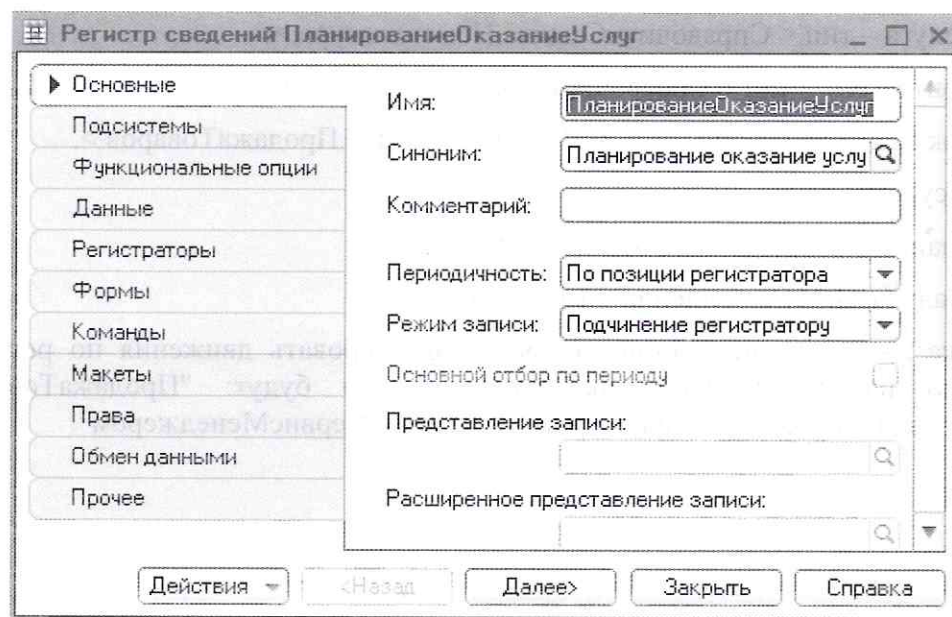 Регистр сведений ПланированиеОказаниеУслуг
Основные
Подсистемы
Функциональные опции
Данные
Регистраторы
Формы
Команды
Макеты
Права
Обмен данными
Прочее
Имя: ПланированиеОказаниеУслуг
Синоним: Планирование оказание услу
Комментарий:
Периодичность: По позиции регистратора
Режим записи: Подчинение регистратору
Основной отбор по периоду
Представление записи:
Расширенное представление записи:
Действия <Назад Далее> Закрыть Справка